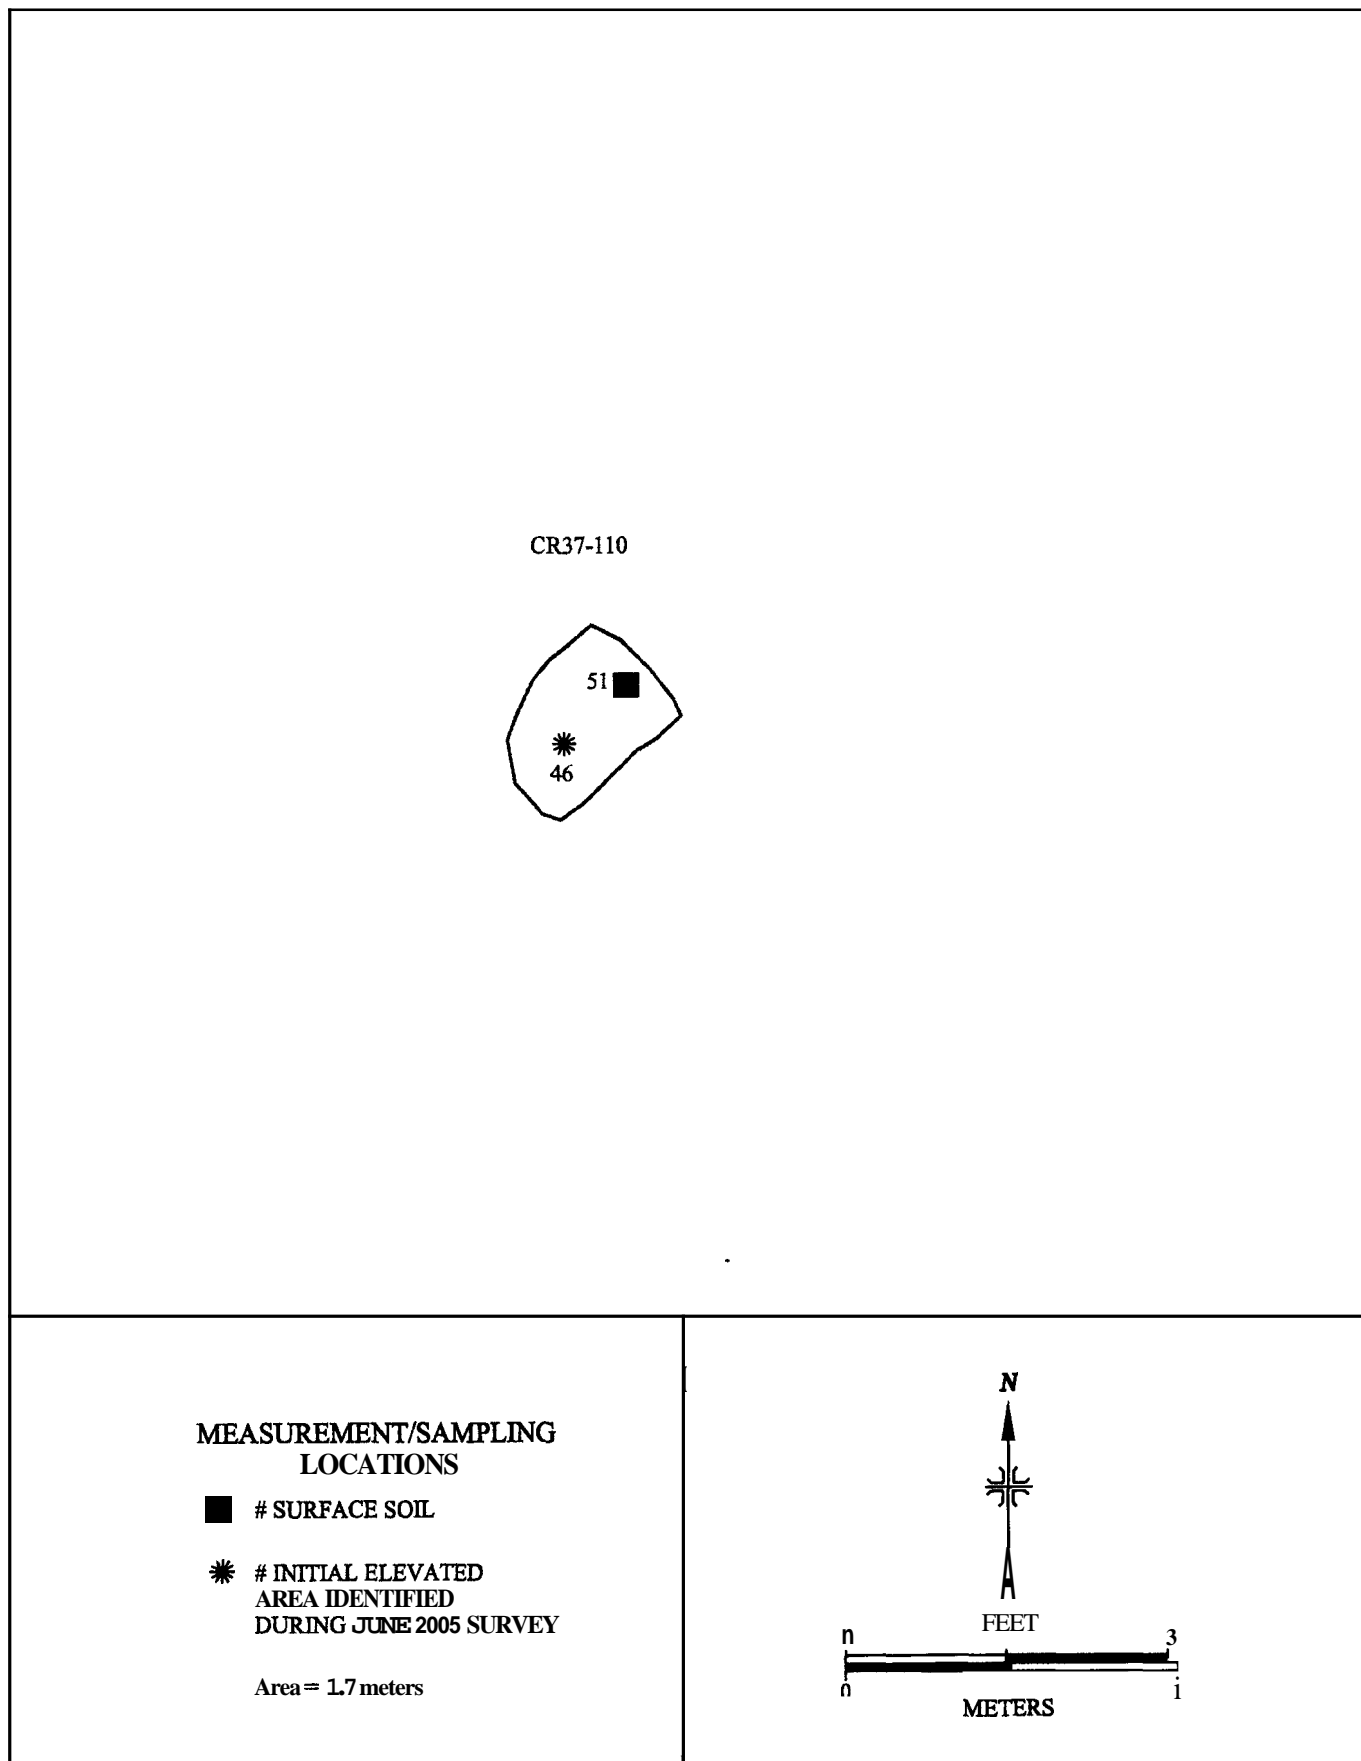 CR37-110
51
46
MEASUREMENT/SAMPLING
LOCATIONS
# SURFACE SOIL
# INITIAL ELEVATED
AREA IDENTIFIED
DURING JUNE 2005 SURVEY
Area = 1.7 meters
N
FEET
n 3
0 i
METERS